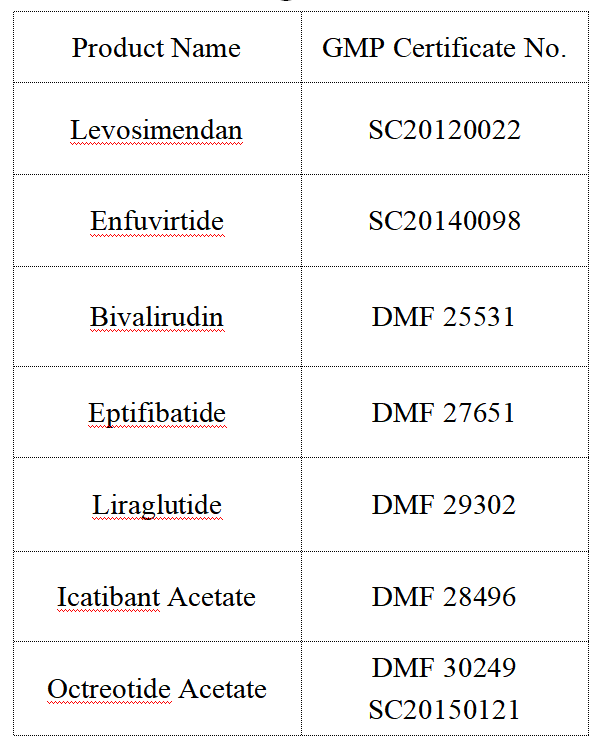 Product Name GMP Certificate No.
Levosimendan SC20120022
Enfuvirtide SC20140098
Bivalirudin DMF 25531
Eptifibatide DMF 27651
Liraglutide DMF 29302
Icatibant Acetate DMF 28496
Octreotide Acetate DMF 30249
SC20150121